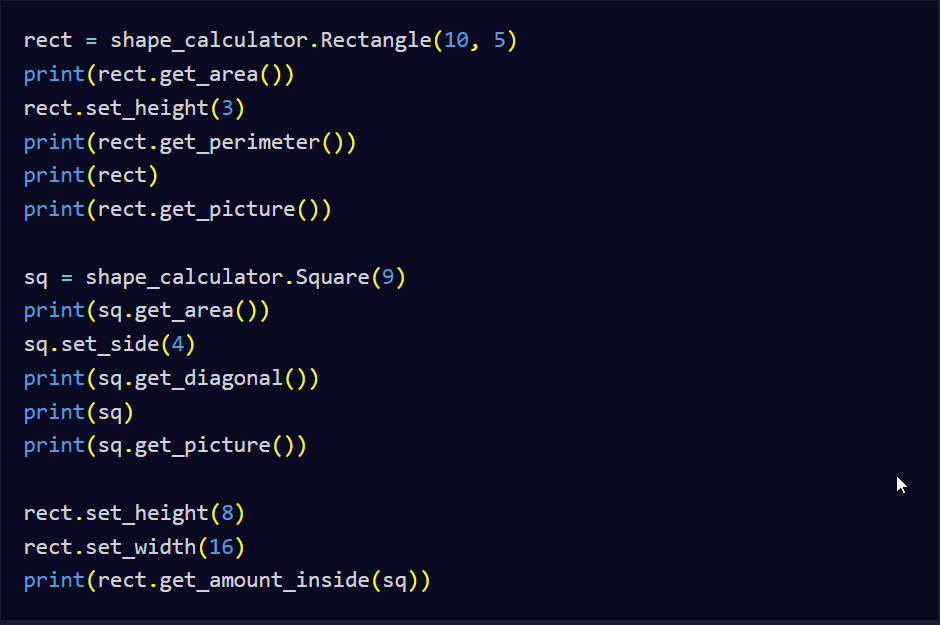 rect = shape_calculator.Rectangle(10, 5)
print(rect.get_area())
rect.set_height(3)
print(rect.get_perimeter())
print(rect)
print(rect.get_picture())

sq = shape_calculator.Square(9)
print(sq.get_area())
sq.set_side(4)
print(sq.get_diagonal())
print(sq)
print(sq.get_picture())

rect.set_height(8)
rect.set_width(16)
print(rect.get_amount_inside(sq))